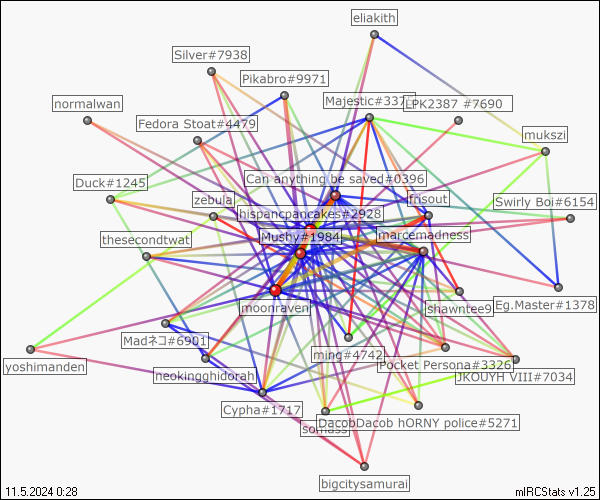 eliakith
Silver#7938
Pikabro#9971
normalwan
Majestic#337
LPK2387 #7690
Fedora Stoat#4479
mukszi
Can anything be saved#0396
Duck#1245
zebula
frisout
Swirly Boi#6154
hispancpancakes#2928
thesecondtwat
Mushy#1984
marcemadness
moonraven
shawntee9
Eg.Master#1378
Madネコ#6901
ming#4742
yoshimanden
neokingghidorah
Pocket Persona#3326
JKOUYH VIII#7034
Cypha#1717
DacobDacob hORNY police#5271
bigcitysamurai
11.5.2024 0:28
mIRCStats v1.25